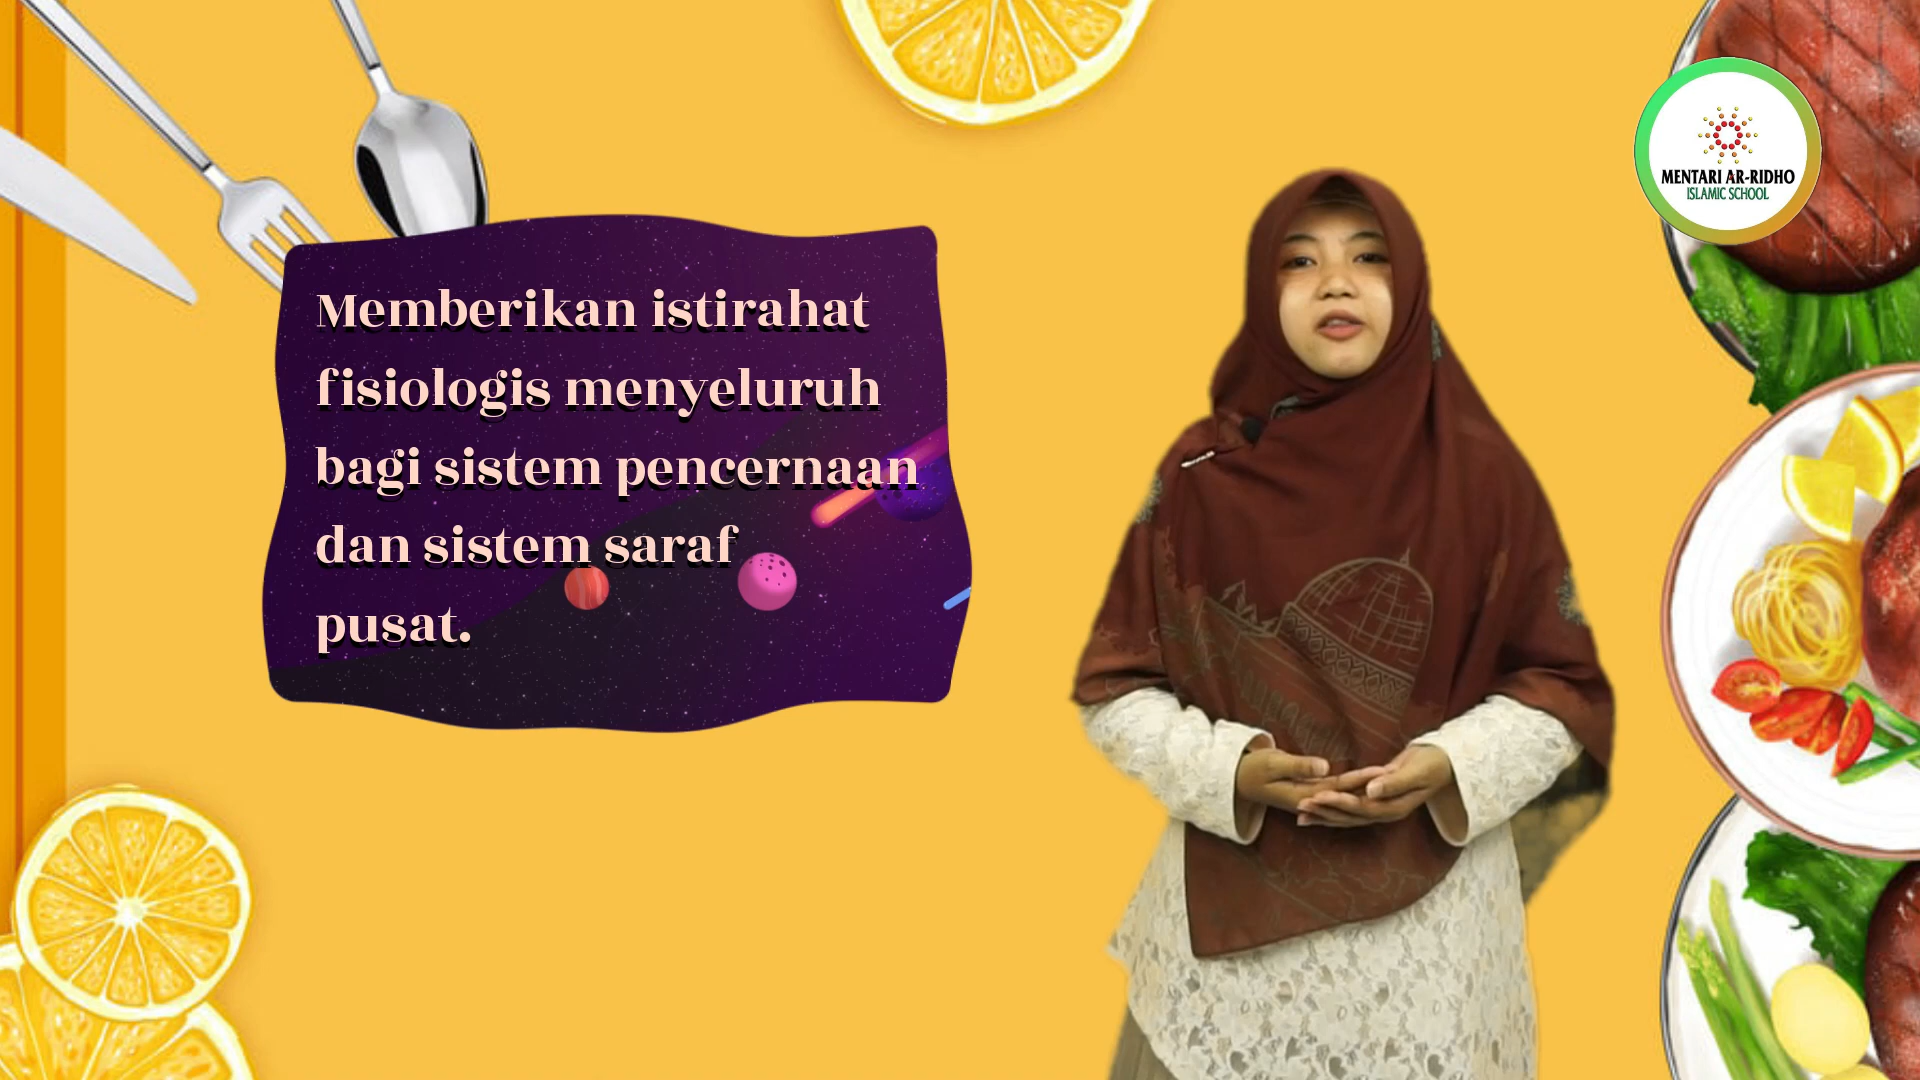 Memberikan istirahat
fisiologis menyeluruh
bagi sistem pencernaan
dan sistem saraf
pusat.
MENTARI AR-RIDHO
ISLAMIC SCHOOL